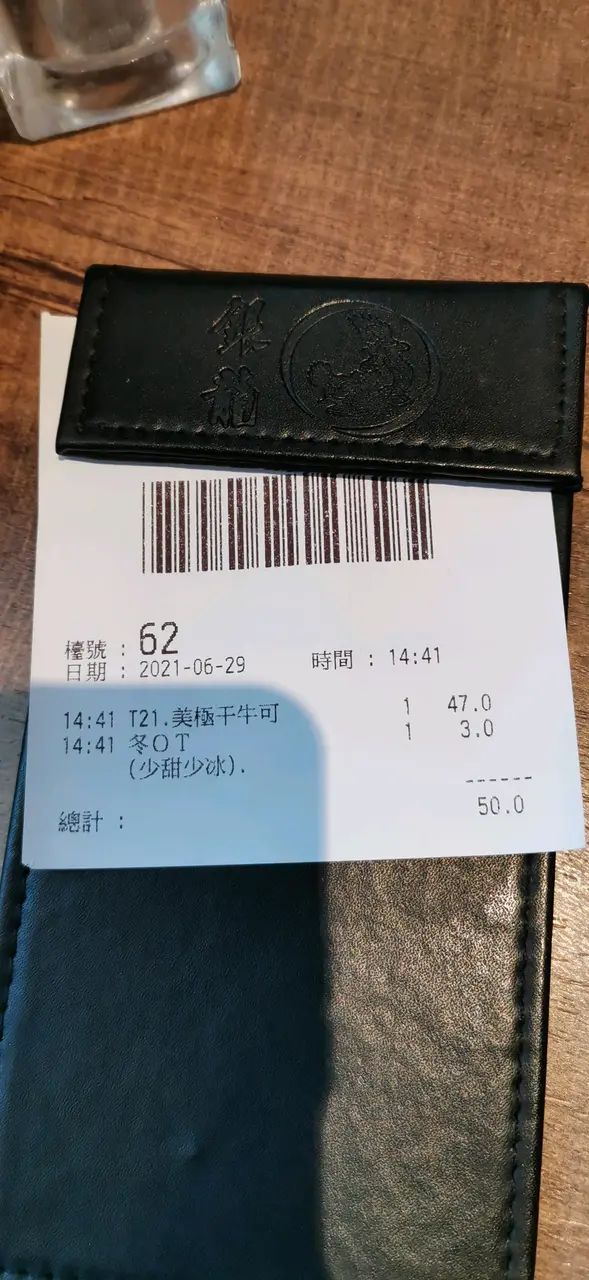 銀
龍
檯號 : 62
日期 : 2021-06-29 時間 : 14:41
14:41 T21.美極干牛可 1 47.0
14:41 冬OT 1 3.0
(少甜少冰).
------
總計 : 50.0